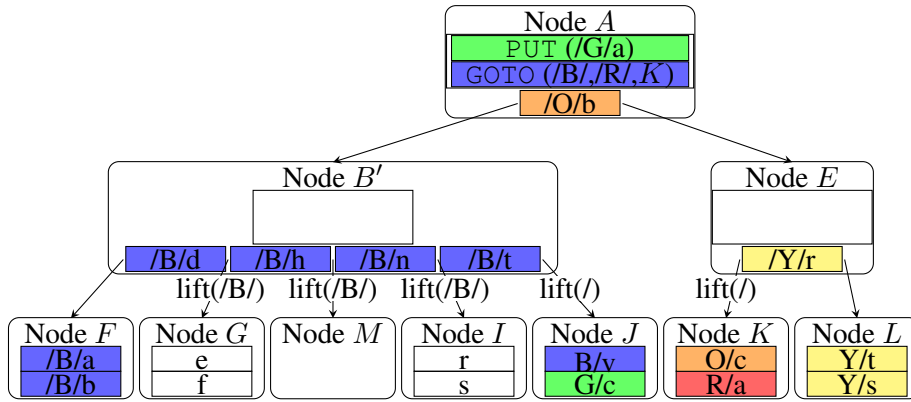 Node A
PUT (/G/a)
GOTO (/B/,/R/,K)
/O/b
Node B′ Node E
/B/d /B/h /B/n /B/t /Y/r
lift(/B/) lift(/B/) lift(/B/) lift(/) lift(/)
Node F Node G Node M Node I Node J Node K Node L
/B/a e r B/v O/c Y/t
/B/b f s G/c R/a Y/s